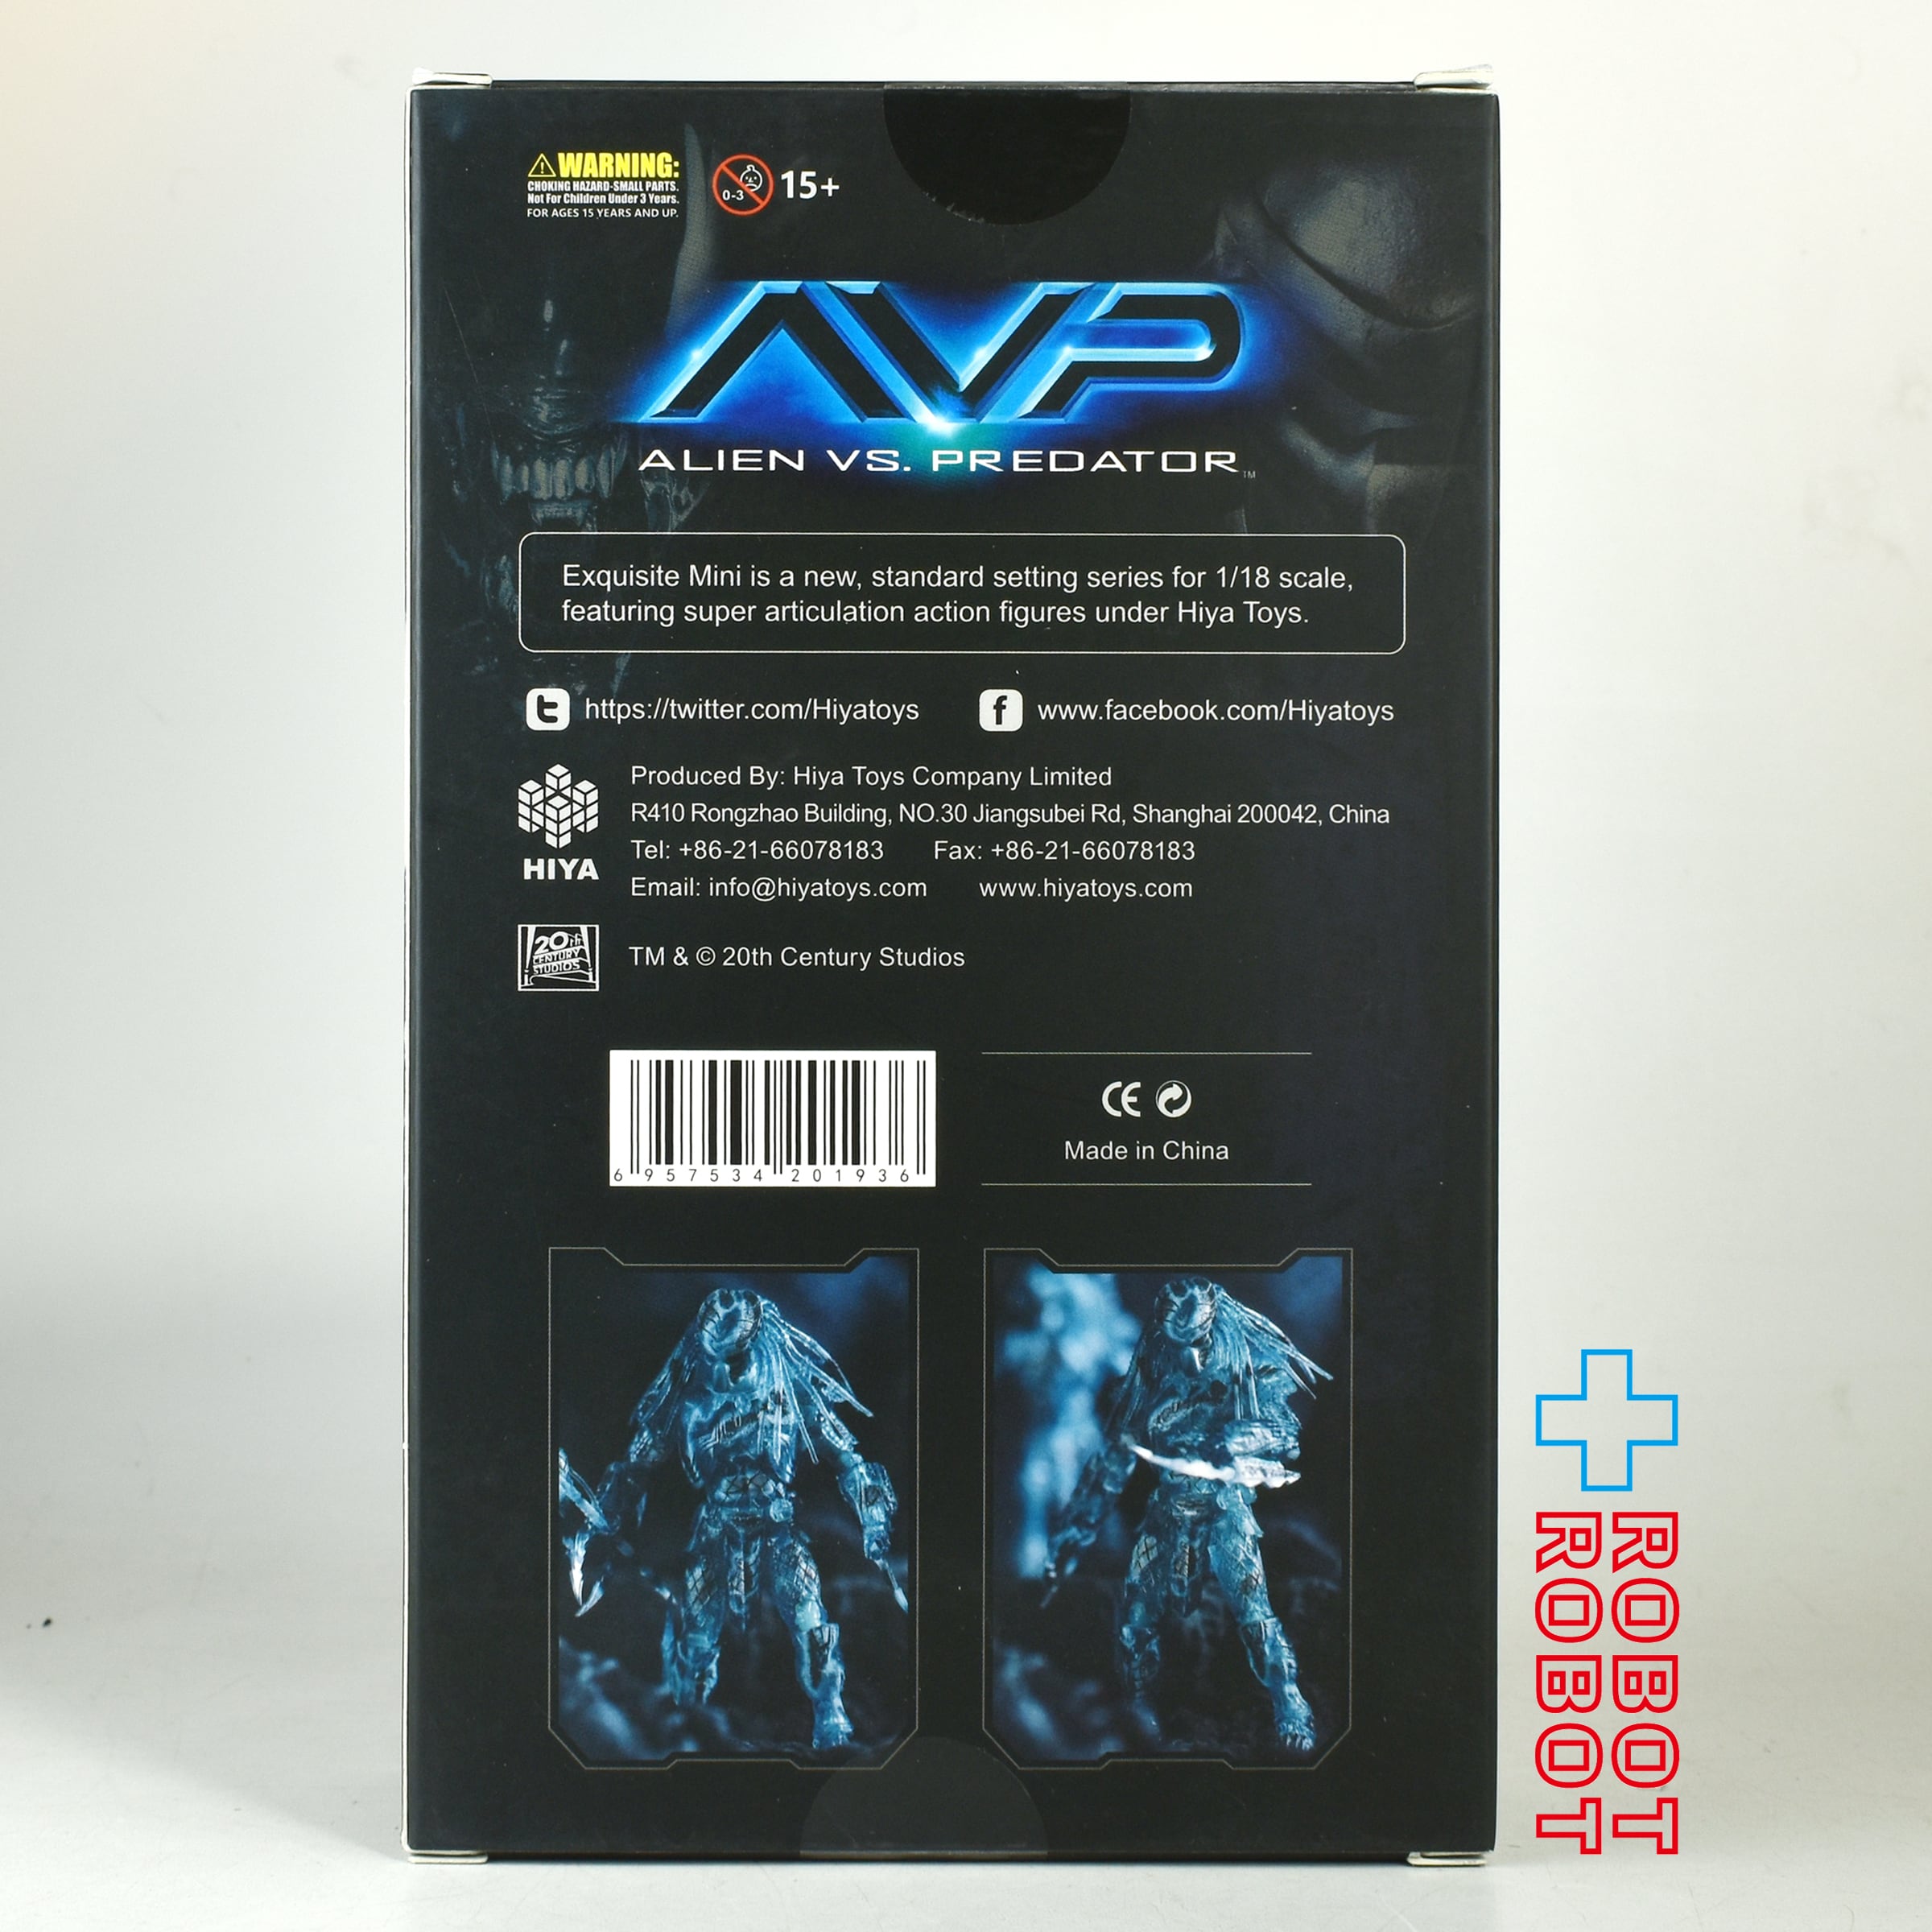 WARNING:
CHOKING HAZARD-SMALL PARTS.
Not For Children Under 3 Years.
FOR AGES 15 YEARS AND UP.
0-3
15+
AVP
ALIEN VS. PREDATOR™
Exquisite Mini is a new, standard setting series for 1/18 scale,
featuring super articulation action figures under Hiya Toys.
https://twitter.com/Hiyatoys
www.facebook.com/Hiyatoys
HIYA
Produced By: Hiya Toys Company Limited
R410 Rongzhao Building, NO.30 Jiangsubei Rd, Shanghai 200042, China
Tel: +86-21-66078183 Fax: +86-21-66078183
Email: info@hiyatoys.com www.hiyatoys.com
20th
CENTURY
STUDIOS
TM & © 20th Century Studios
6 957534 201936
CE
Made in China
ROBOT
ROBOT